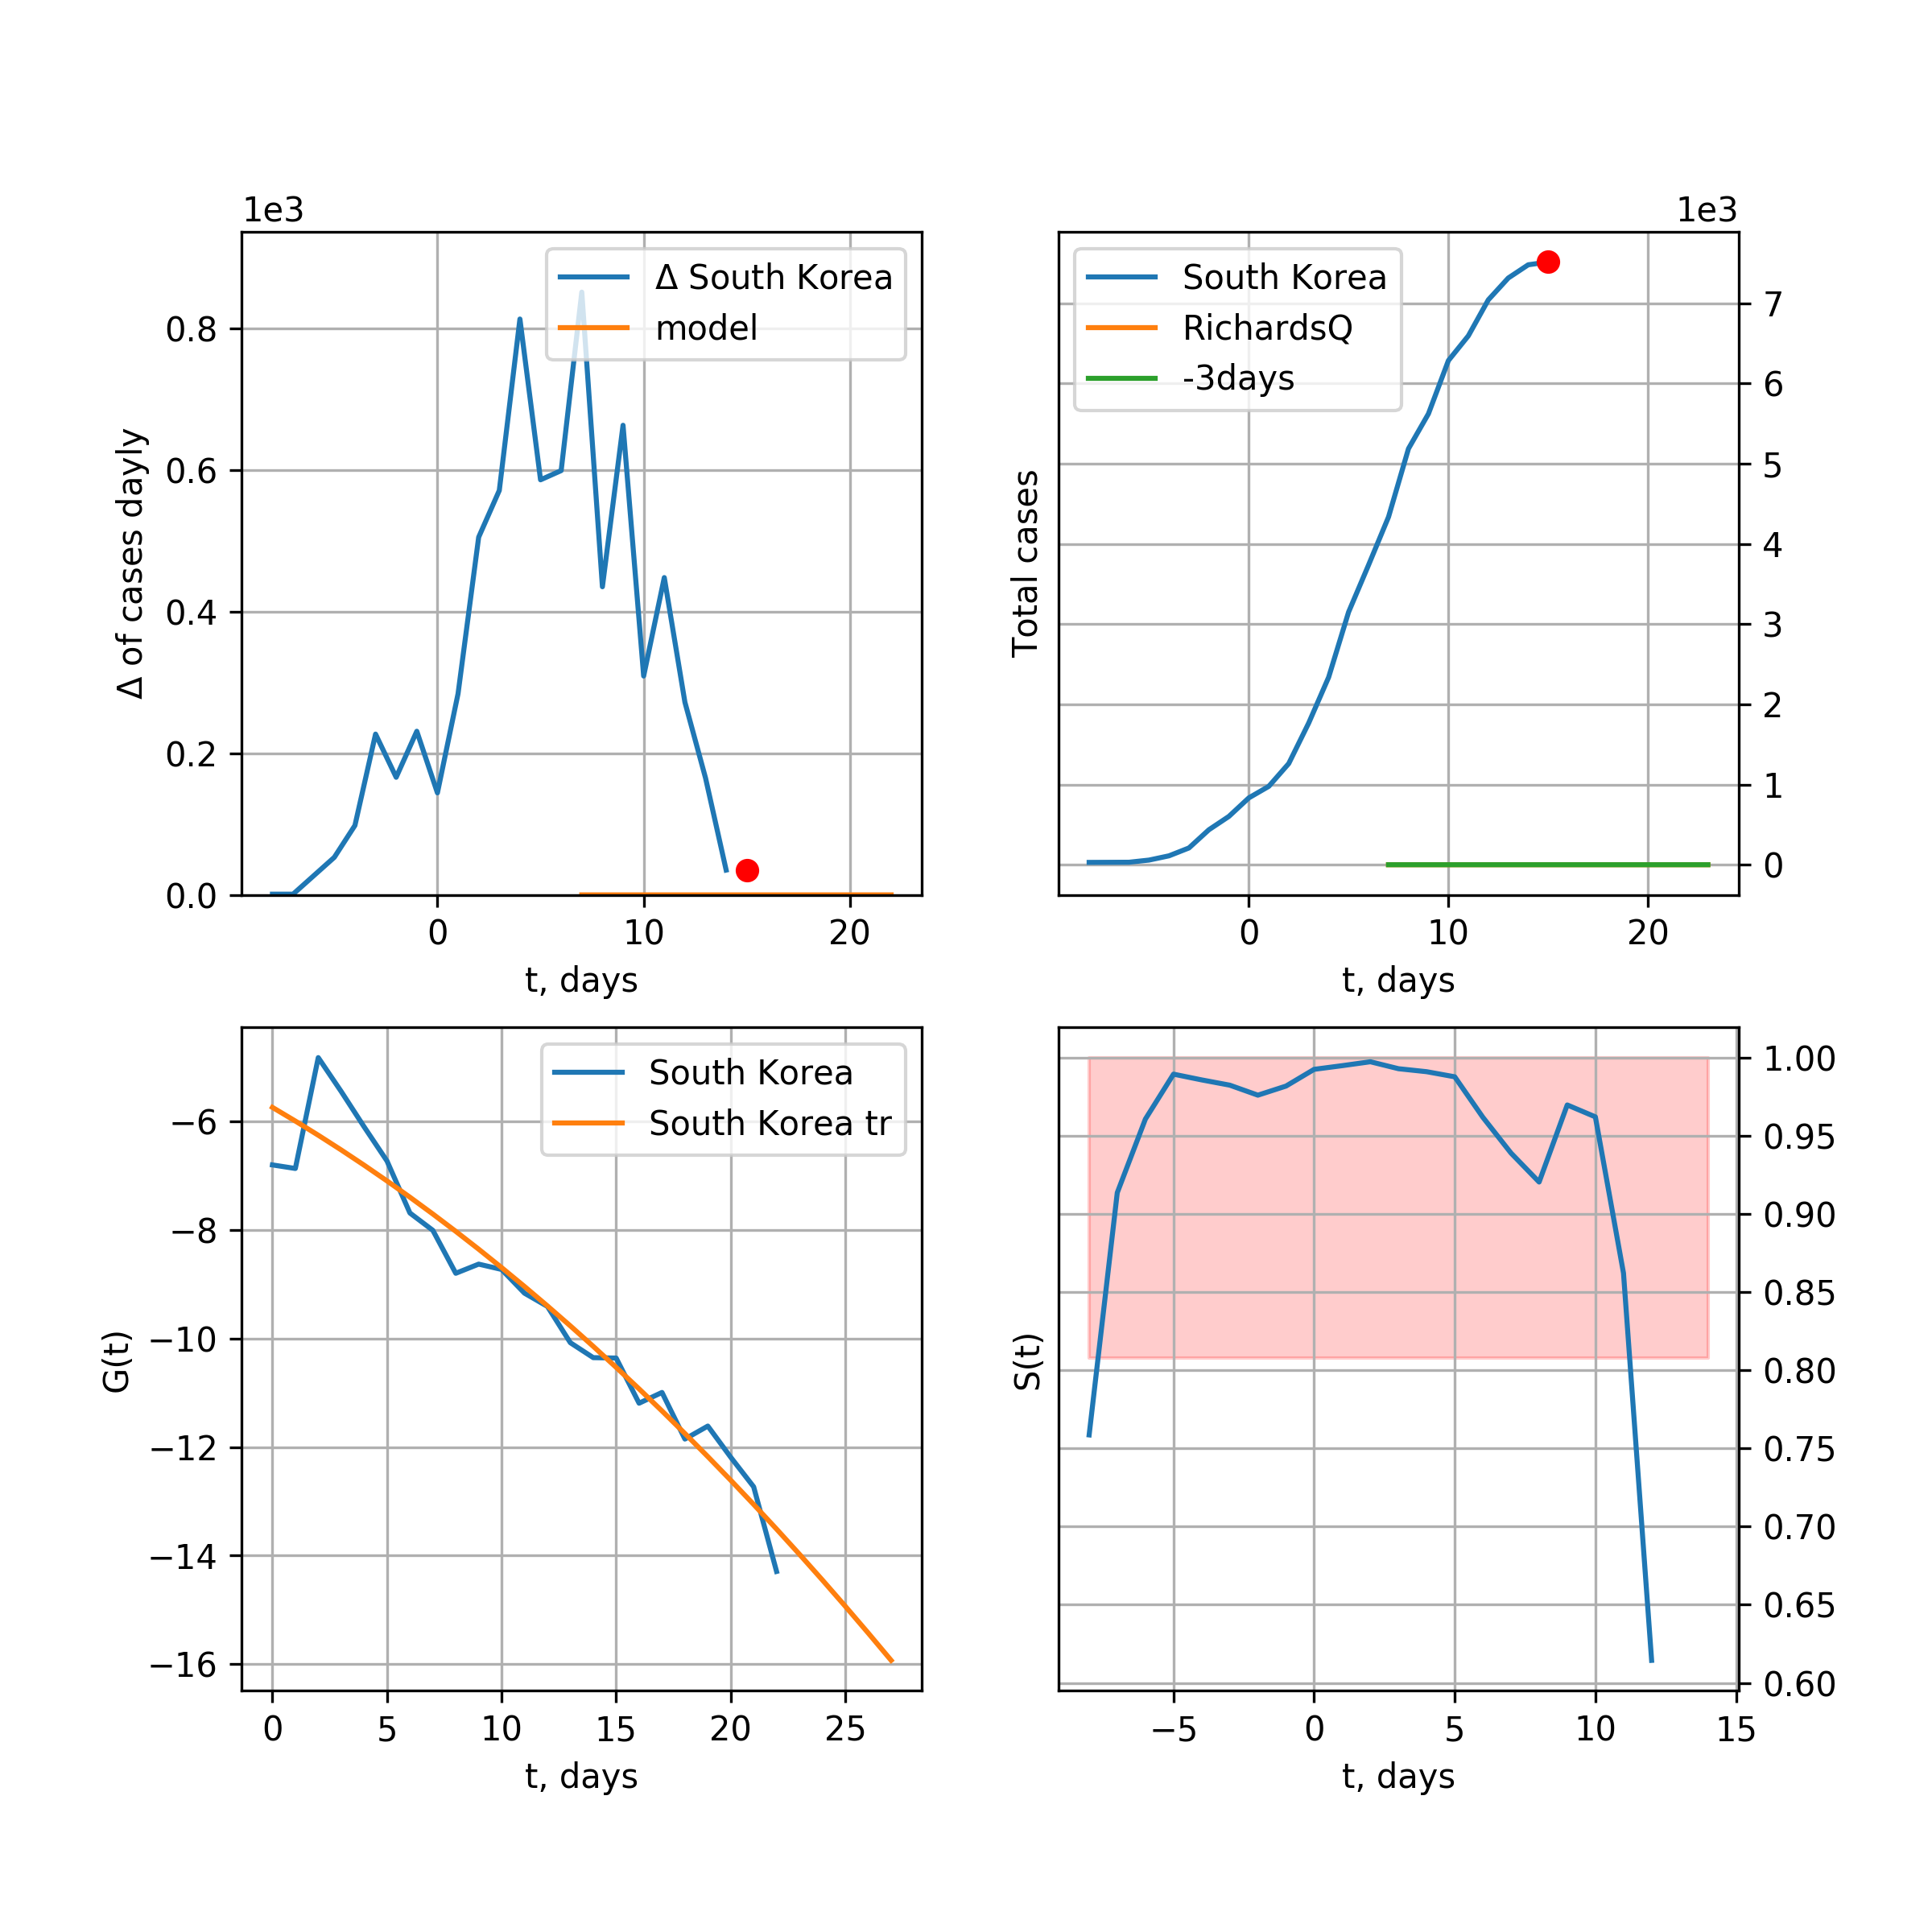 1e3
Δ South Korea
model
0.8
0.6
0.4
0.2
0.0
Δ of cases dayly
0 10 20
t, days
1e3
South Korea
RichardsQ
-3days
7
6
5
4
3
2
1
0
Total cases
0 10 20
t, days
South Korea
South Korea tr
−6
−8
−10
−12
−14
−16
G(t)
0 5 10 15 20 25
t, days
1.00
0.95
0.90
0.85
0.80
0.75
0.70
0.65
0.60
S(t)
−5 0 5 10 15
t, days